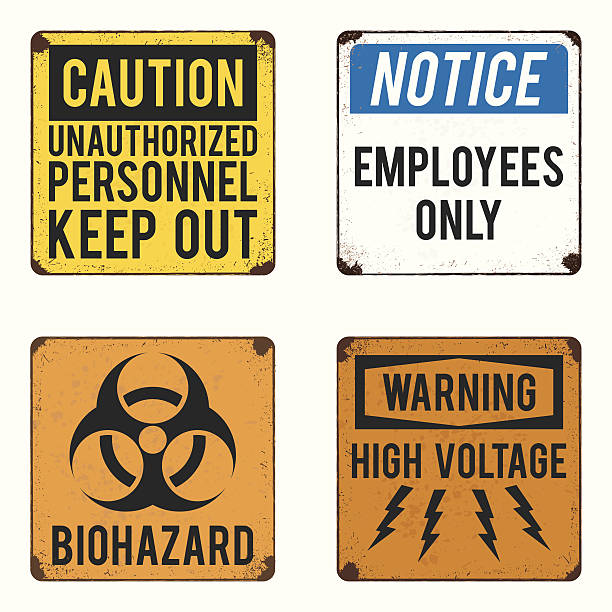 CAUTION
UNAUTHORIZED
PERSONNEL
KEEP OUT
NOTICE
EMPLOYEES
ONLY
BIOHAZARD
WARNING
HIGH VOLTAGE